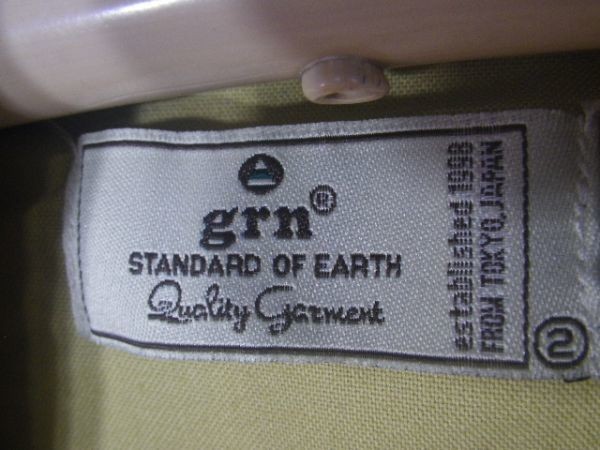 grn®
STANDARD OF EARTH
Quality Garment
established 1998
FROM TOKYO, JAPAN
2